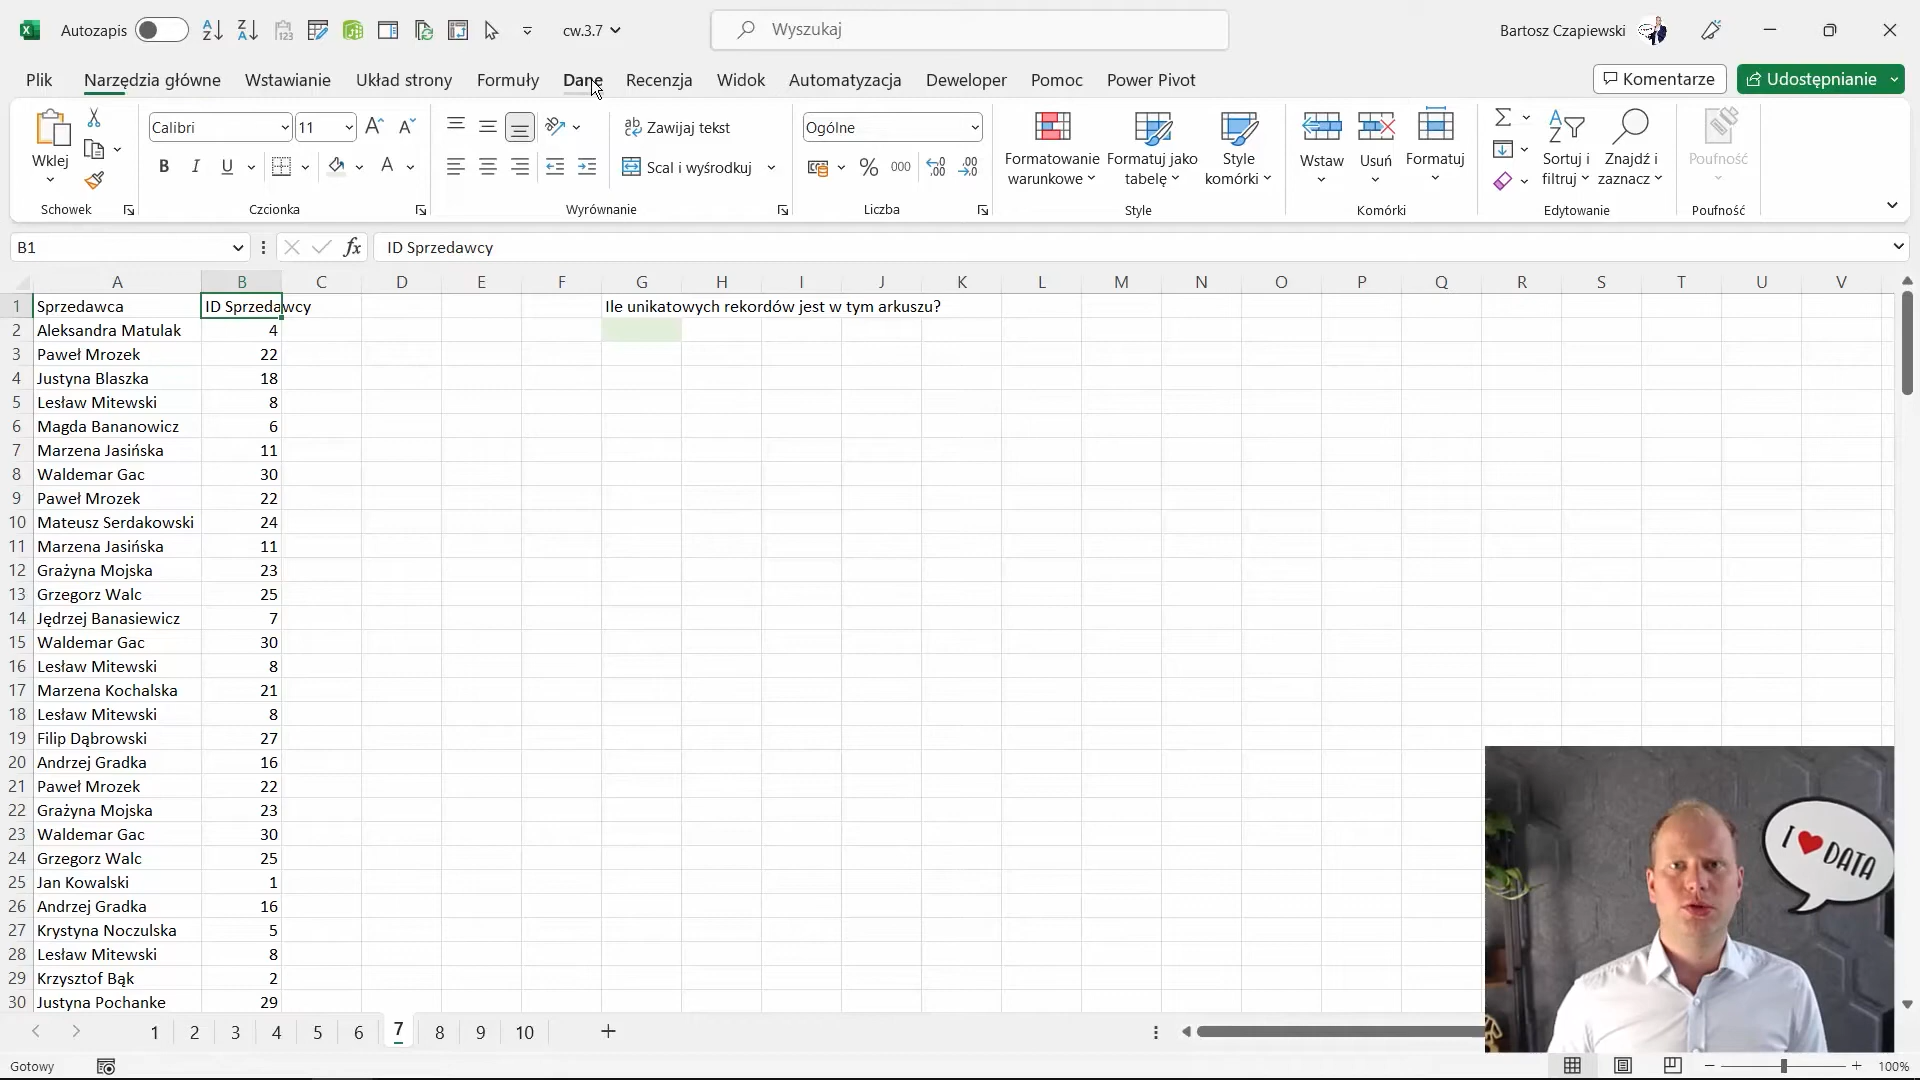 Autozapis
cw.3.7
Wyszukaj
Bartosz Czapiewski
Plik
Narzędzia główne
Wstawianie
Układ strony
Formuły
Dane
Recenzja
Widok
Automatyzacja
Deweloper
Pomoc
Power Pivot
Komentarze
Udostępnianie
Wklej
Schowek
Calibri
11
B I U
A
Czcionka
ab Zawijaj tekst
Scal i wyśrodkuj
Wyrównanie
Ogólne
% 000
Liczba
Formatowanie warunkowe
Formatuj jako tabelę
Style komórki
Style
Wstaw
Usuń
Formatuj
Komórki
Sortuj i filtruj
Znajdź i zaznacz
Edytowanie
Poufność
Poufność
B1
fx
ID Sprzedawcy
A B C D E F G H I J K L M N O P Q R S T U V
1 Sprzedawca ID Sprzedawcy Ile unikatowych rekordów jest w tym arkuszu?
2 Aleksandra Matulak 4
3 Paweł Mrozek 22
4 Justyna Blaszka 18
5 Lesław Mitewski 8
6 Magda Bananowicz 6
7 Marzena Jasińska 11
8 Waldemar Gac 30
9 Paweł Mrozek 22
10 Mateusz Serdakowski 24
11 Marzena Jasińska 11
12 Grażyna Mojska 23
13 Grzegorz Walc 25
14 Jędrzej Banasiewicz 7
15 Waldemar Gac 30
16 Lesław Mitewski 8
17 Marzena Kochalska 21
18 Lesław Mitewski 8
19 Filip Dąbrowski 27
20 Andrzej Gradka 16
21 Paweł Mrozek 22
22 Grażyna Mojska 23
23 Waldemar Gac 30
24 Grzegorz Walc 25
25 Jan Kowalski 1
26 Andrzej Gradka 16
27 Krystyna Noczulska 5
28 Lesław Mitewski 8
29 Krzysztof Bąk 2
30 Justyna Pochanke 29
I ❤ DATA
1 2 3 4 5 6 7 8 9 10
Gotowy
100%